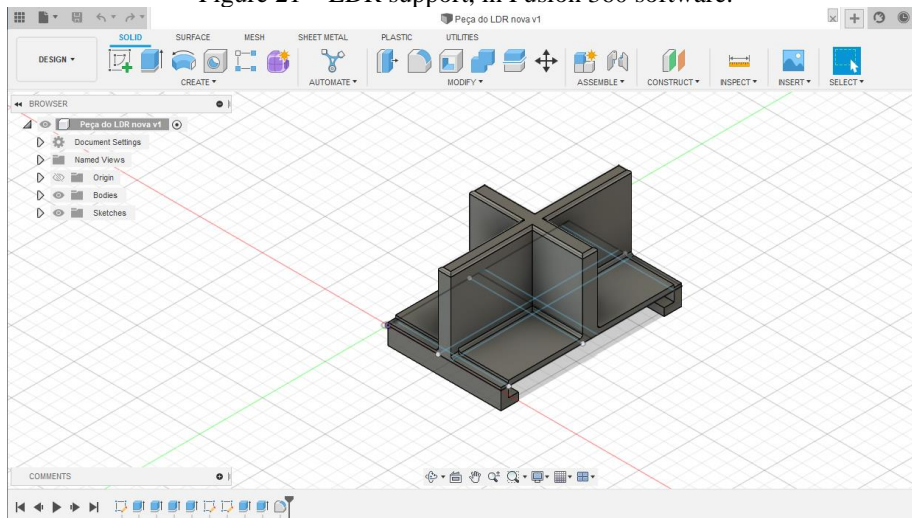 Figure 21 – LDR support, in Fusion 360 software.
Peça do LDR nova v1
SOLID SURFACE MESH SHEET METAL PLASTIC UTILITIES
DESIGN
CREATE AUTOMATE MODIFY ASSEMBLE CONSTRUCT INSPECT INSERT SELECT
BROWSER
Peça do LDR nova v1
Document Settings
Named Views
Origin
Bodies
Sketches
COMMENTS